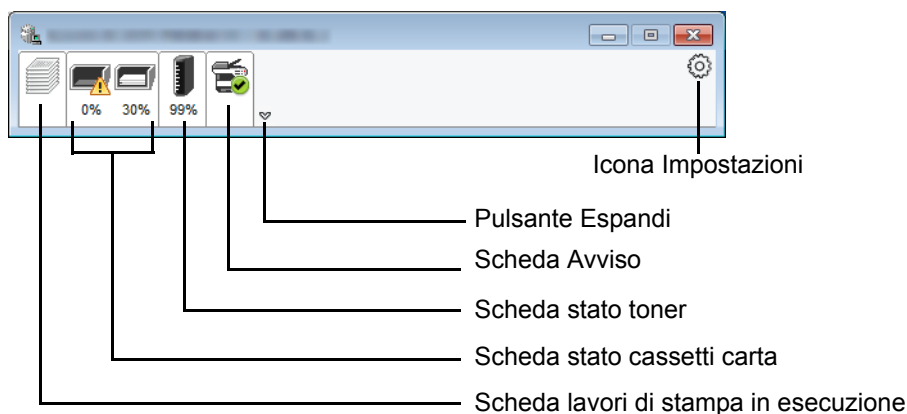 0% 30% 99%
Icona Impostazioni
Pulsante Espandi
Scheda Avviso
Scheda stato toner
Scheda stato cassetti carta
Scheda lavori di stampa in esecuzione